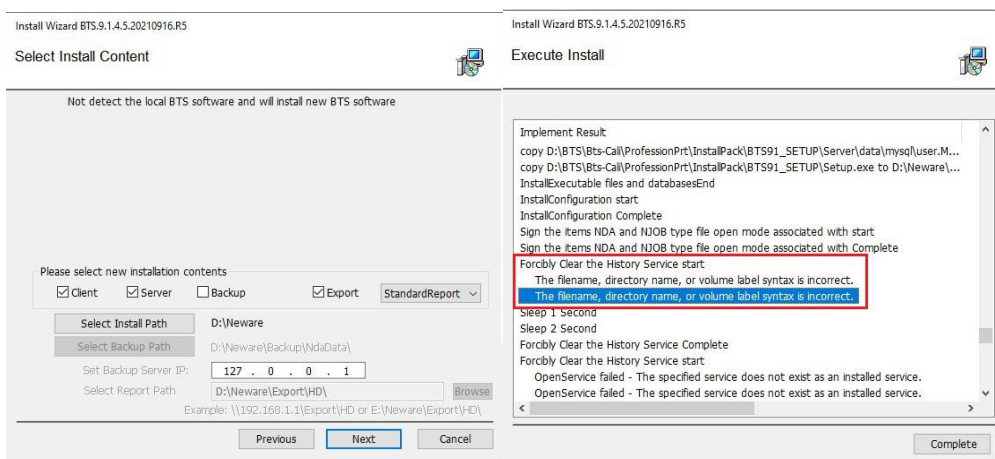 Install Wizard BTS.9.1.4.5.20210916.R5
Select Install Content
Not detect the local BTS software and will install new BTS software
Please select new installation contents
Client Server Backup Export StandardReport
Select Install Path D:\Neware
Select Backup Path D:\Neware\Backup\NdaData\
Set Backup Server IP: 127 . 0 . 0 . 1
Select Report Path D:\Neware\Export\HD\ Browse
Example: \\192.168.1.1\Export\HD or E:\Neware\Export\HD\
Previous Next Cancel
Install Wizard BTS.9.1.4.5.20210916.R5
Execute Install
Implement Result
copy D:\BTS\Bts-Cali\ProfessionPrt\InstallPack\BTS91_SETUP\Server\data\mysql\user.M...
copy D:\BTS\Bts-Cali\ProfessionPrt\InstallPack\BTS91_SETUP\Setup.exe to D:\Neware\...
InstallExecutable files and databasesEnd
InstallConfiguration start
InstallConfiguration Complete
Sign the items NDA and NJOB type file open mode associated with start
Sign the items NDA and NJOB type file open mode associated with Complete
Forcibly Clear the History Service start
The filename, directory name, or volume label syntax is incorrect.
The filename, directory name, or volume label syntax is incorrect.
Sleep 1 Second
Sleep 2 Second
Forcibly Clear the History Service Complete
Forcibly Clear the History Service start
OpenService failed - The specified service does not exist as an installed service.
OpenService failed - The specified service does not exist as an installed service.
Complete